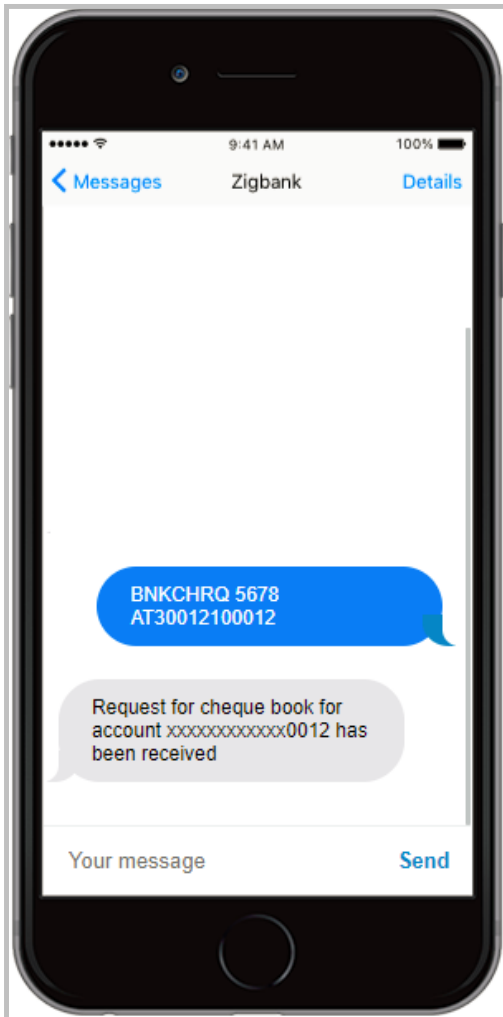 9:41 AM 100%
Messages Zigbank Details
BNKCHRQ 5678
AT30012100012
Request for cheque book for
account xxxxxxxxxxxx0012 has
been received
Your message Send